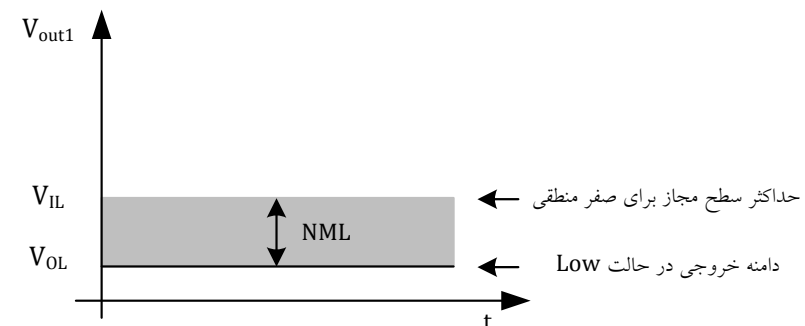 Vout1
VIL
حداکثر سطح مجاز برای صفر منطقی
NML
VOL
دامنه خروجی در حالت Low
t